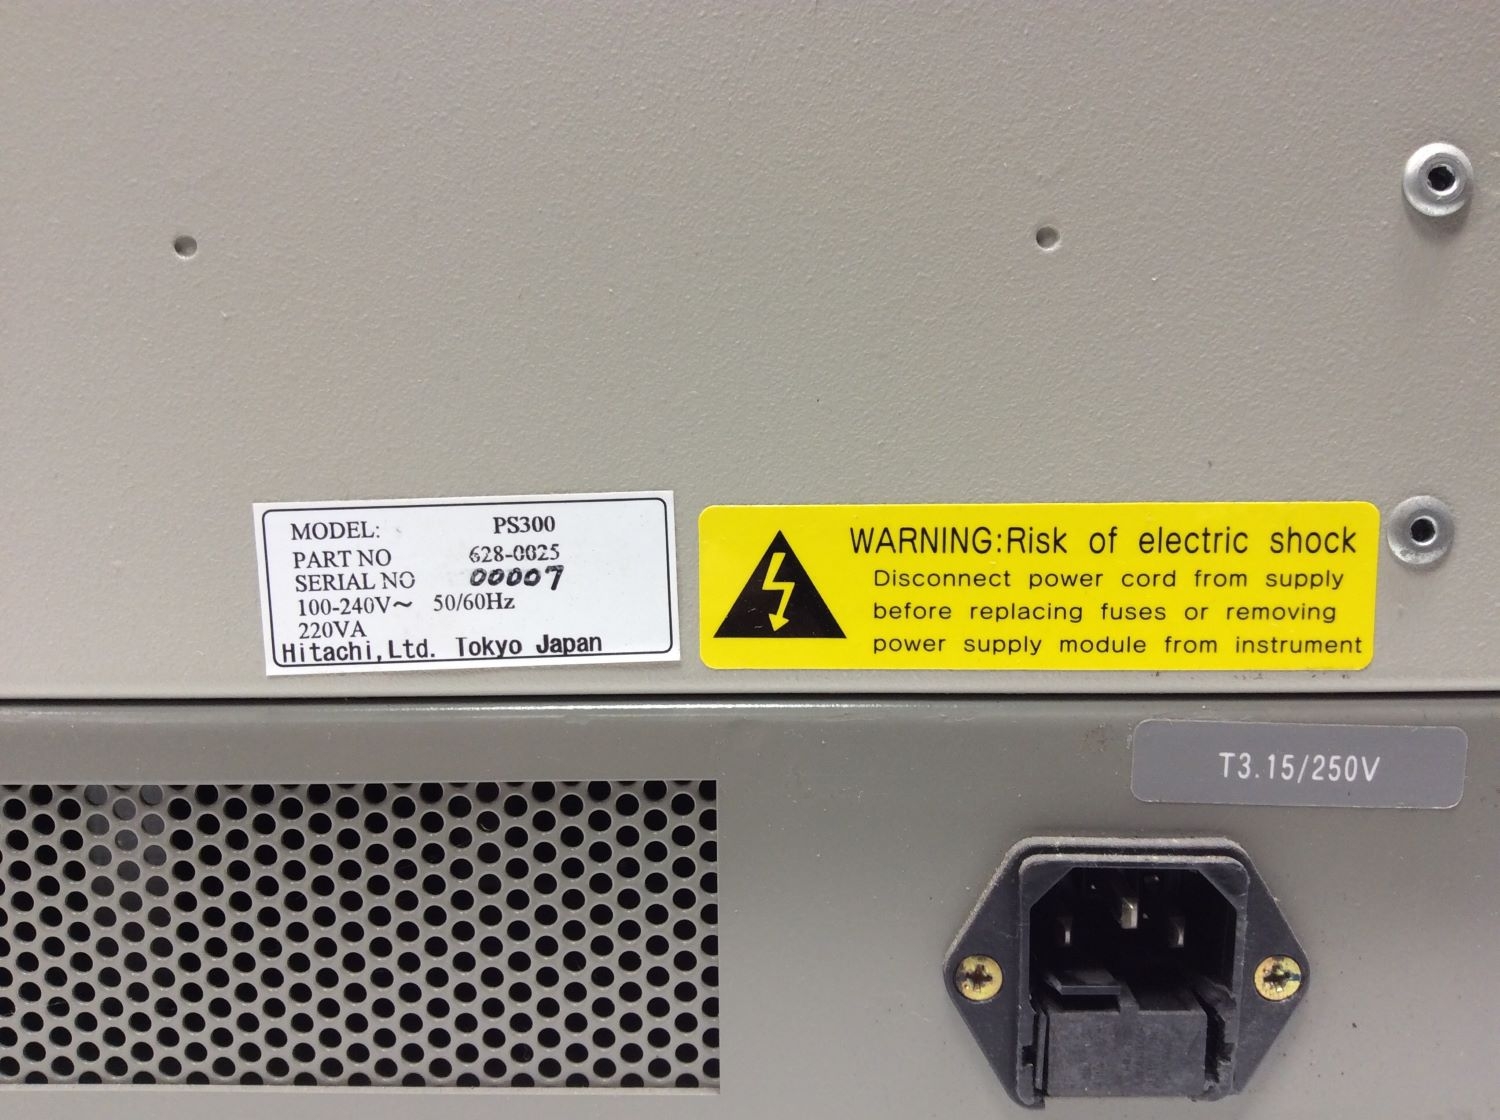 MODEL: PS300
PART NO 628-0025
SERIAL NO 00007
100-240V~ 50/60Hz
220VA
Hitachi,Ltd. Tokyo Japan
WARNING:Risk of electric shock
Disconnect power cord from supply
before replacing fuses or removing
power supply module from instrument
T3.15/250V